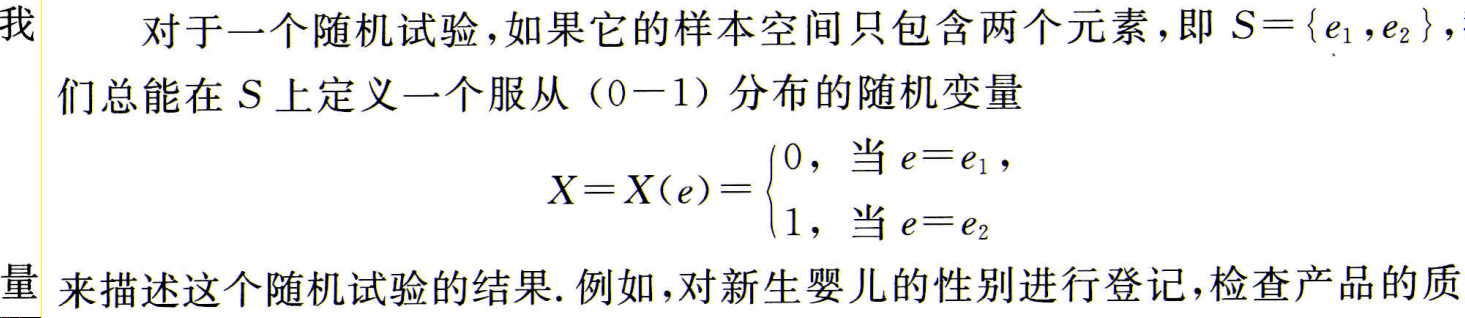 我 对于一个随机试验,如果它的样本空间只包含两个元素,即 S={e₁,e₂},
们总能在 S 上定义一个服从(0-1)分布的随机变量
X=X(e)={0, 当 e=e₁,
1, 当 e=e₂
量 来描述这个随机试验的结果.例如,对新生婴儿的性别进行登记,检查产品的质